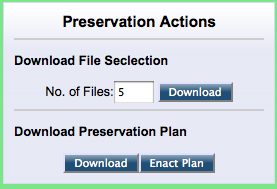 Preservation Actions
Download File Seclection
No. of Files: 5 Download
Download Preservation Plan
Download Enact Plan